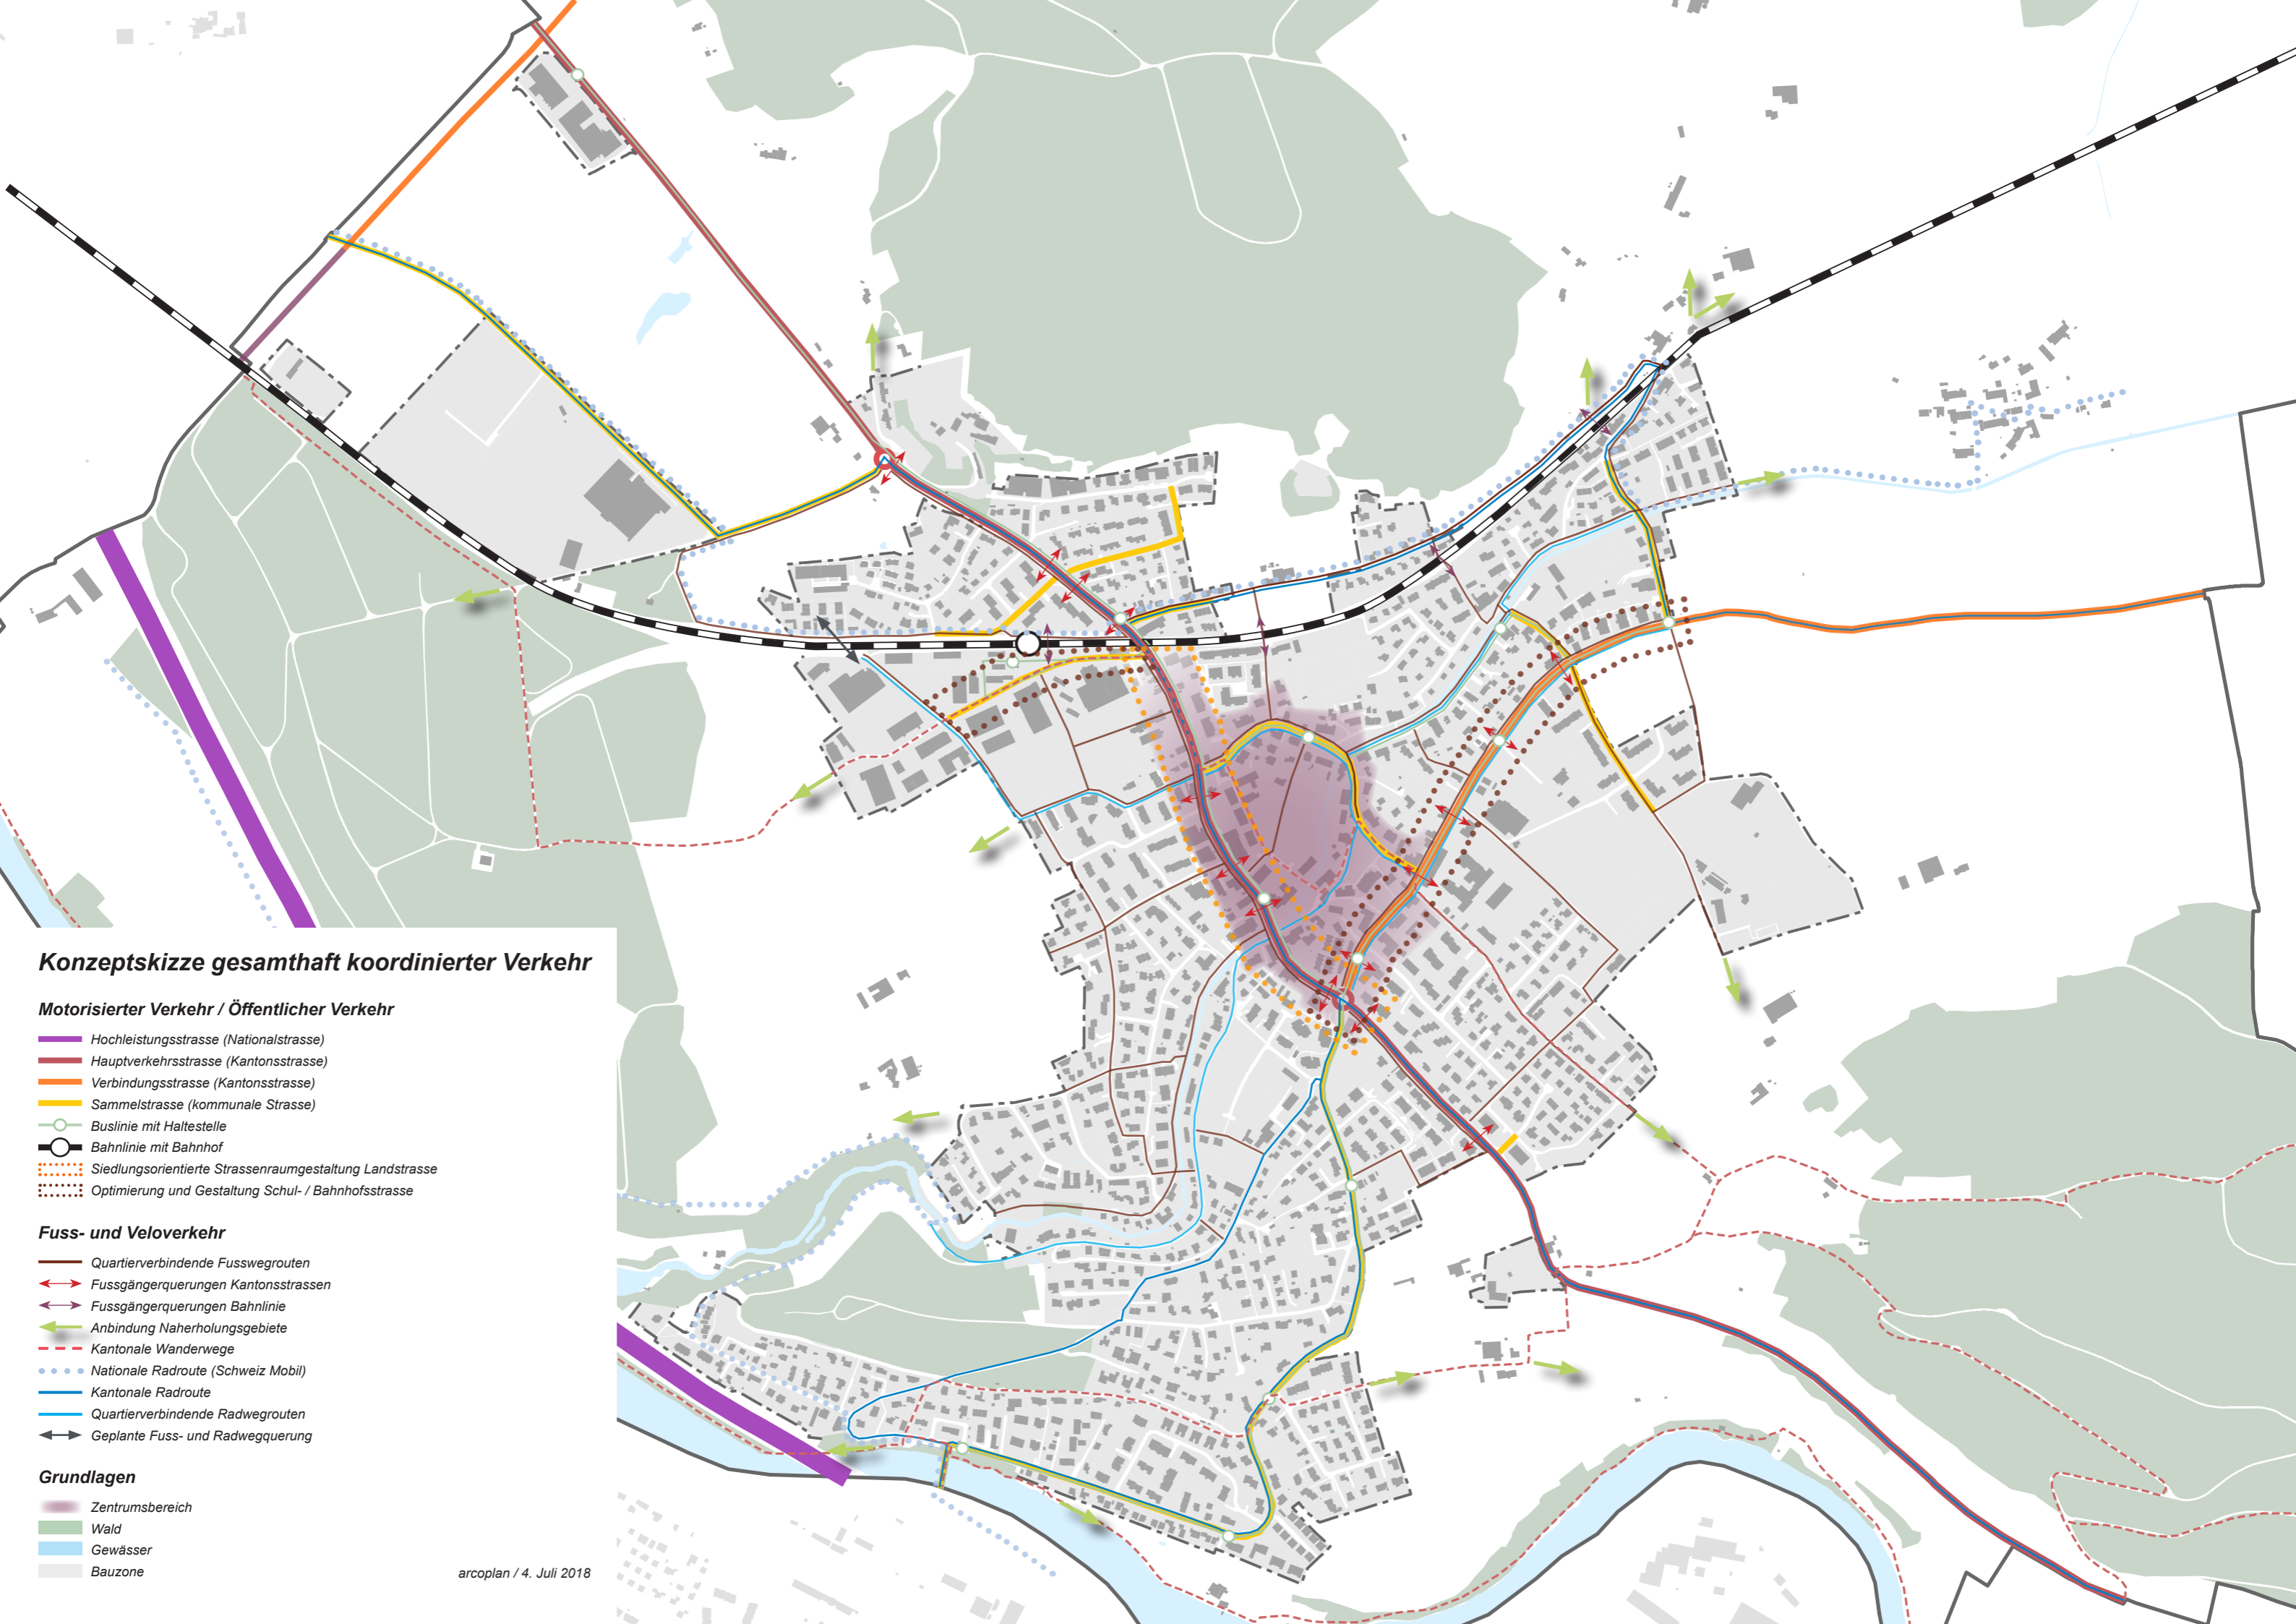 Konzeptskizze gesamthaft koordinierter Verkehr
Motorisierter Verkehr / Öffentlicher Verkehr
Hochleistungsstrasse (Nationalstrasse)
Hauptverkehrsstrasse (Kantonsstrasse)
Verbindungsstrasse (Kantonsstrasse)
Sammelstrasse (kommunale Strasse)
Buslinie mit Haltestelle
Bahnlinie mit Bahnhof
Siedlungsorientierte Strassenraumgestaltung Landstrasse
Optimierung und Gestaltung Schul- / Bahnhofsstrasse
Fuss- und Veloverkehr
Quartierverbindende Fusswegrouten
Fussgängerquerungen Kantonsstrassen
Fussgängerquerungen Bahnlinie
Anbindung Naherholungsgebiete
Kantonale Wanderwege
Nationale Radroute (Schweiz Mobil)
Kantonale Radroute
Quartierverbindende Radwegrouten
Geplante Fuss- und Radwegquerung
Grundlagen
Zentrumsbereich
Wald
Gewässer
Bauzone
arcoplan / 4. Juli 2018